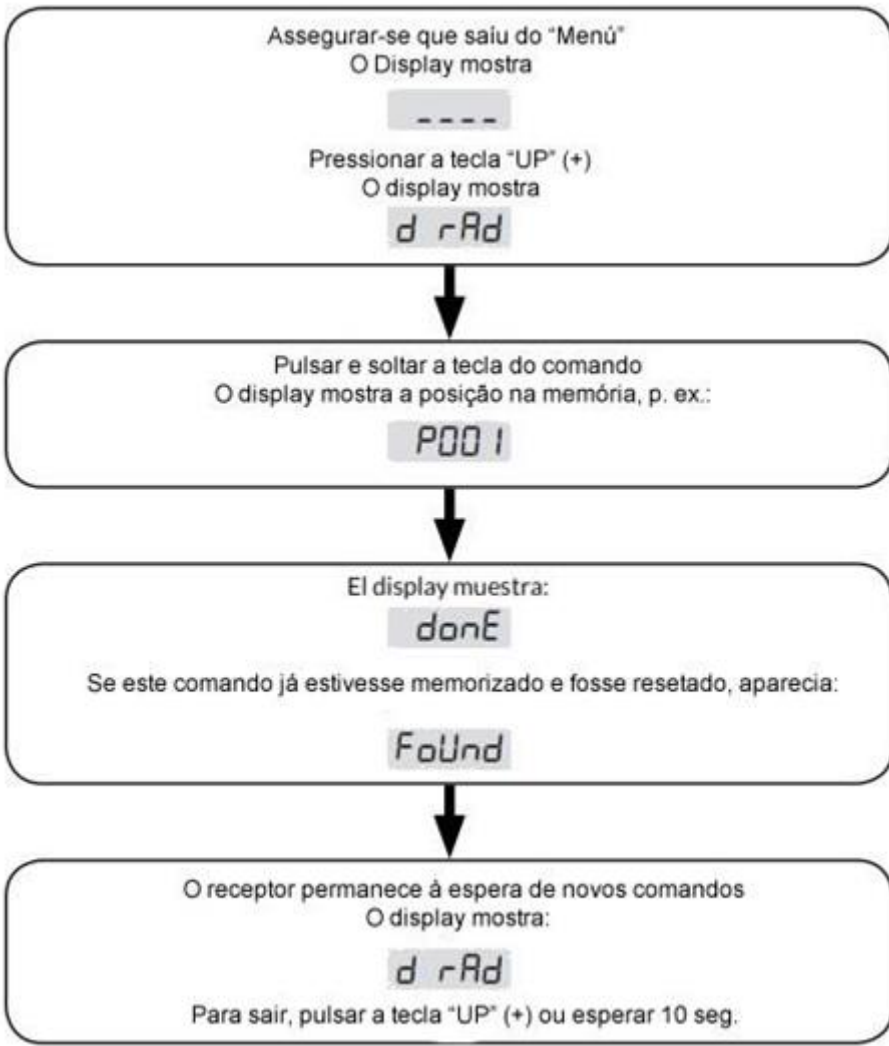 Assegurar-se que saíu do “Menú”
O Display mostra
----
Pressionar a tecla “UP” (+)
O display mostra
d rAd
Pulsar e soltar a tecla do comando
O display mostra a posição na memória, p. ex.:
P001
El display muestra:
donE
Se este comando já estivesse memorizado e fosse resetado, aparecia:
FoUnd
O receptor permanece à espera de novos comandos
O display mostra:
d rAd
Para sair, pulsar a tecla “UP” (+) ou esperar 10 seg.